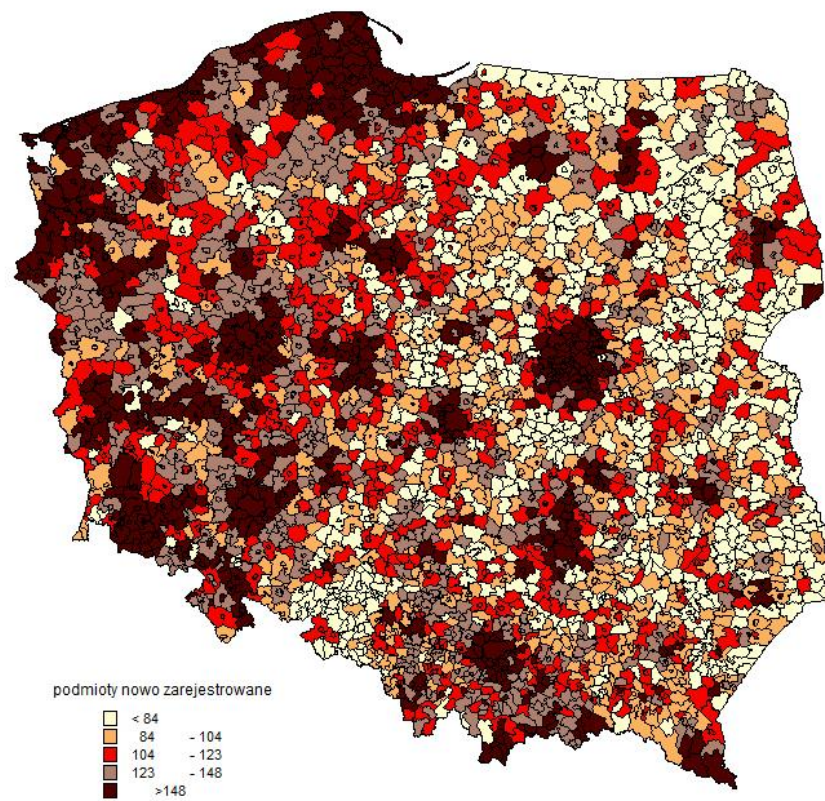 podmioty nowo zarejestrowane
< 84
84 - 104
104 - 123
123 - 148
>148